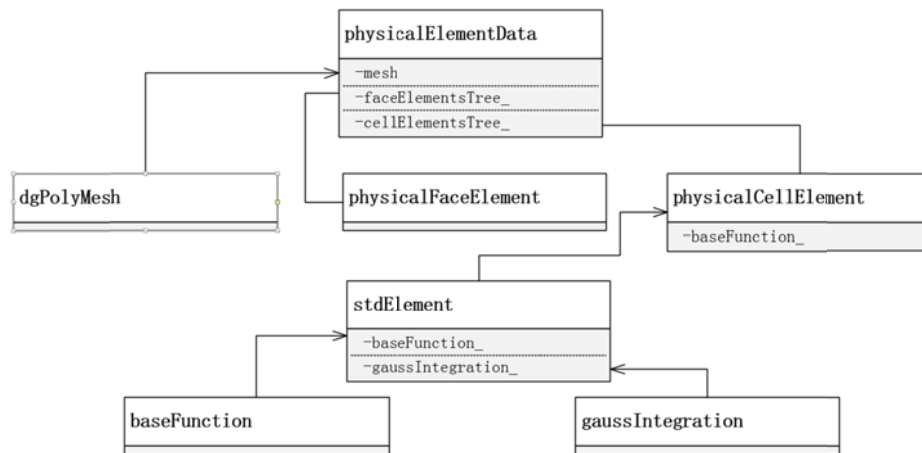 physicalElementData
-mesh
-faceElementsTree_
-cellElementsTree_
dgPolyMesh
physicalFaceElement
physicalCellElement
-baseFunction_
stdElement
-baseFunction_
-gaussIntegration_
baseFunction
gaussIntegration